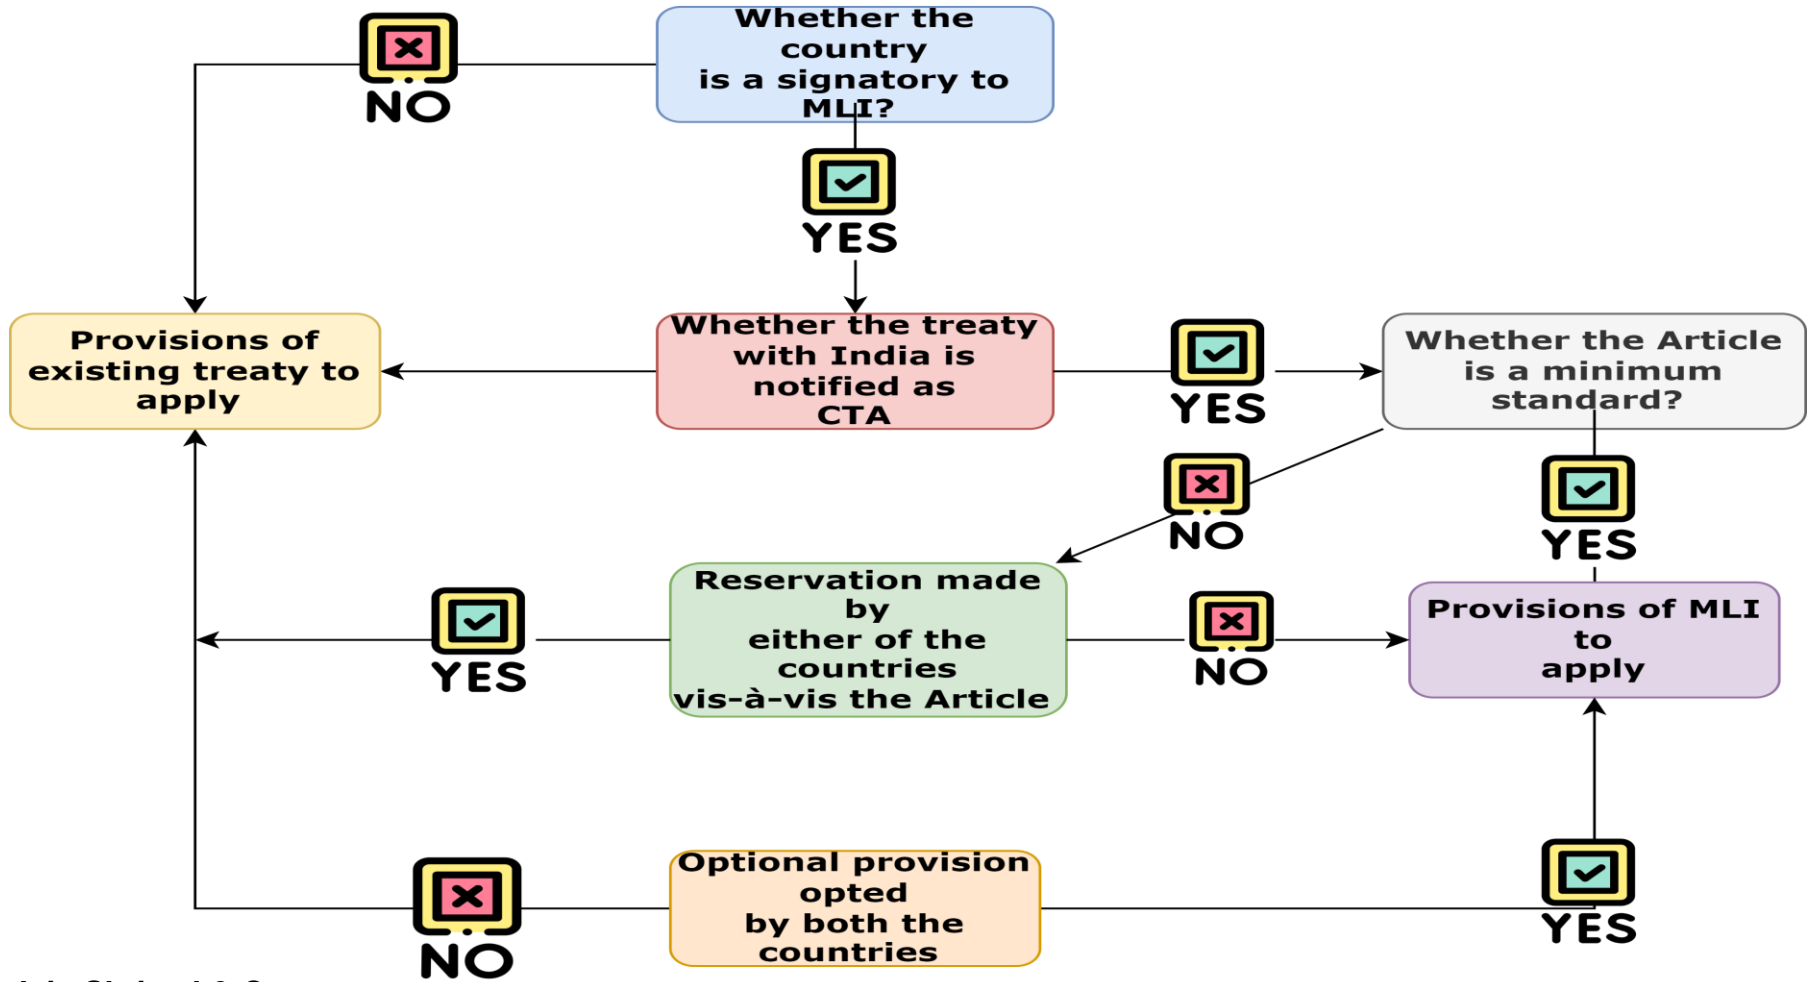 Whether the
country
is a signatory to
MLI?
NO
YES
Provisions of
existing treaty to
apply
Whether the treaty
with India is
notified as
CTA
YES
Whether the Article
is a minimum
standard?
NO
YES
Reservation made
by
either of the
countries
vis-à-vis the Article
YES
NO
Provisions of MLI
to
apply
Optional provision
opted
by both the
countries
NO
YES